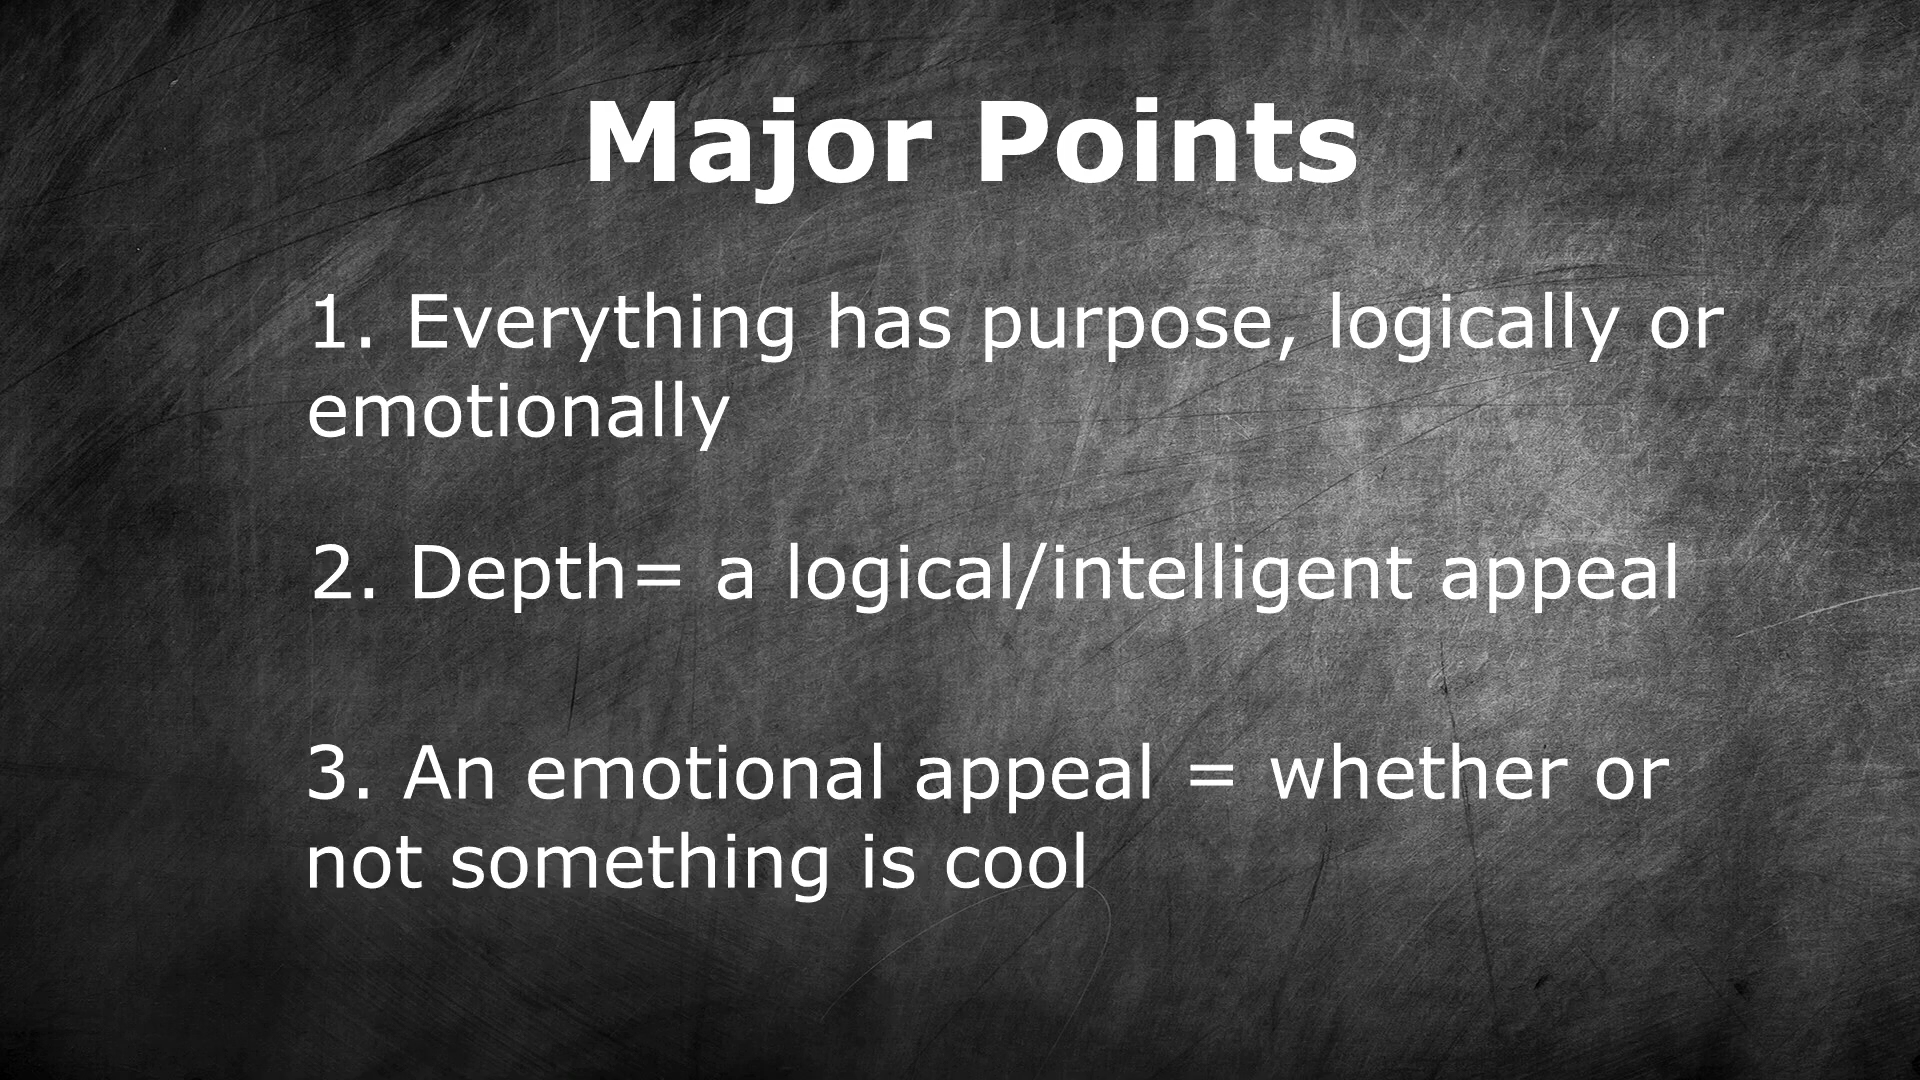 Major Points
1. Everything has purpose, logically or
emotionally
2. Depth= a logical/intelligent appeal
3. An emotional appeal = whether or
not something is cool